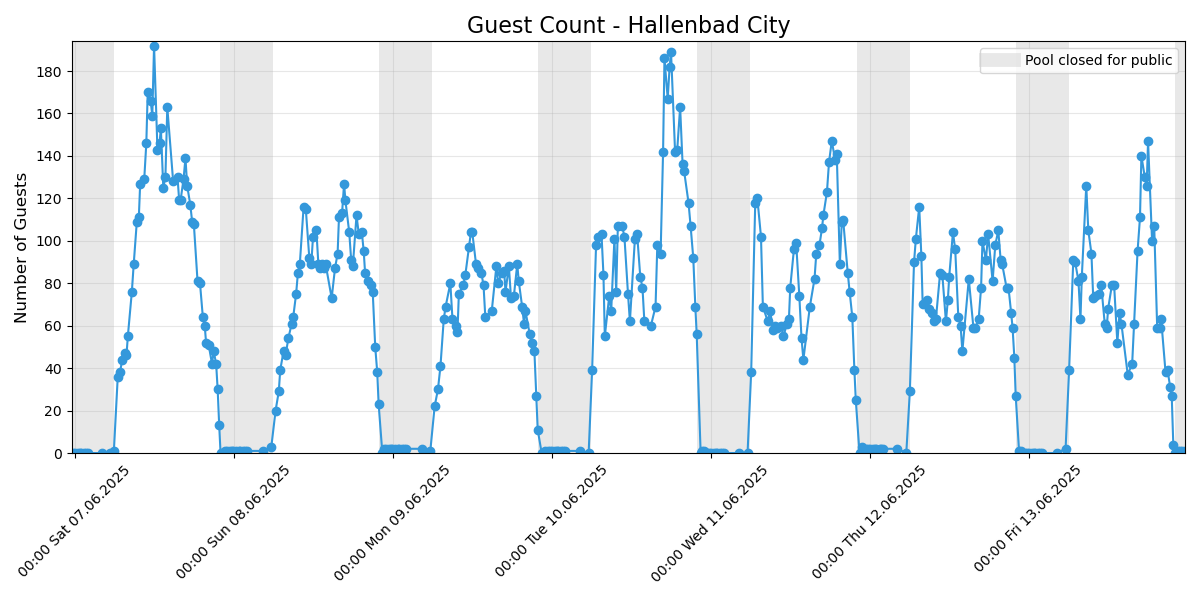 Guest Count - Hallenbad City
Pool closed for public
Number of Guests
180
160
140
120
100
80
60
40
20
0
00:00 Sat 07.06.2025
00:00 Sun 08.06.2025
00:00 Mon 09.06.2025
00:00 Tue 10.06.2025
00:00 Wed 11.06.2025
00:00 Thu 12.06.2025
00:00 Fri 13.06.2025